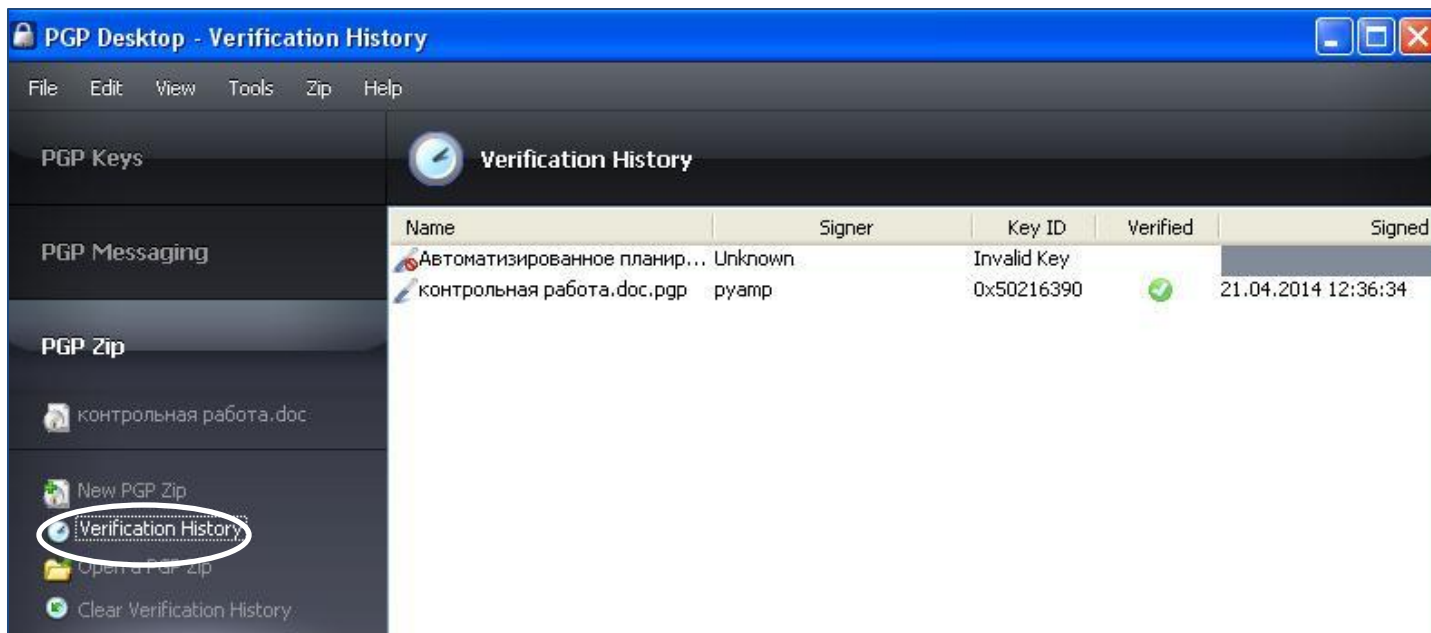 PGP Desktop - Verification History
File Edit View Tools Zip Help
PGP Keys
Verification History
Name Signer Key ID Verified Signed
PGP Messaging
Автоматизированное планир... Unknown Invalid Key
контрольная работа.doc.pgp pyamp 0x50216390 21.04.2014 12:36:34
PGP Zip
контрольная работа.doc
New PGP Zip
Verification History
Open a PGP Zip
Clear Verification History